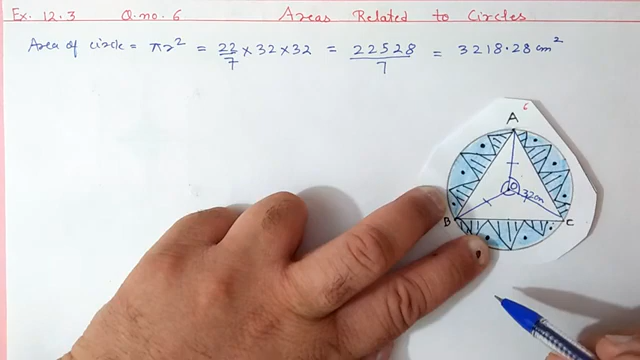 Ex. 12.3 Q.no. 6 Areas Related to Circles
Area of circle = πr² = 22/7 × 32 × 32 = 22528/7 = 3218.28 cm²
6
A
O 32cm
B C